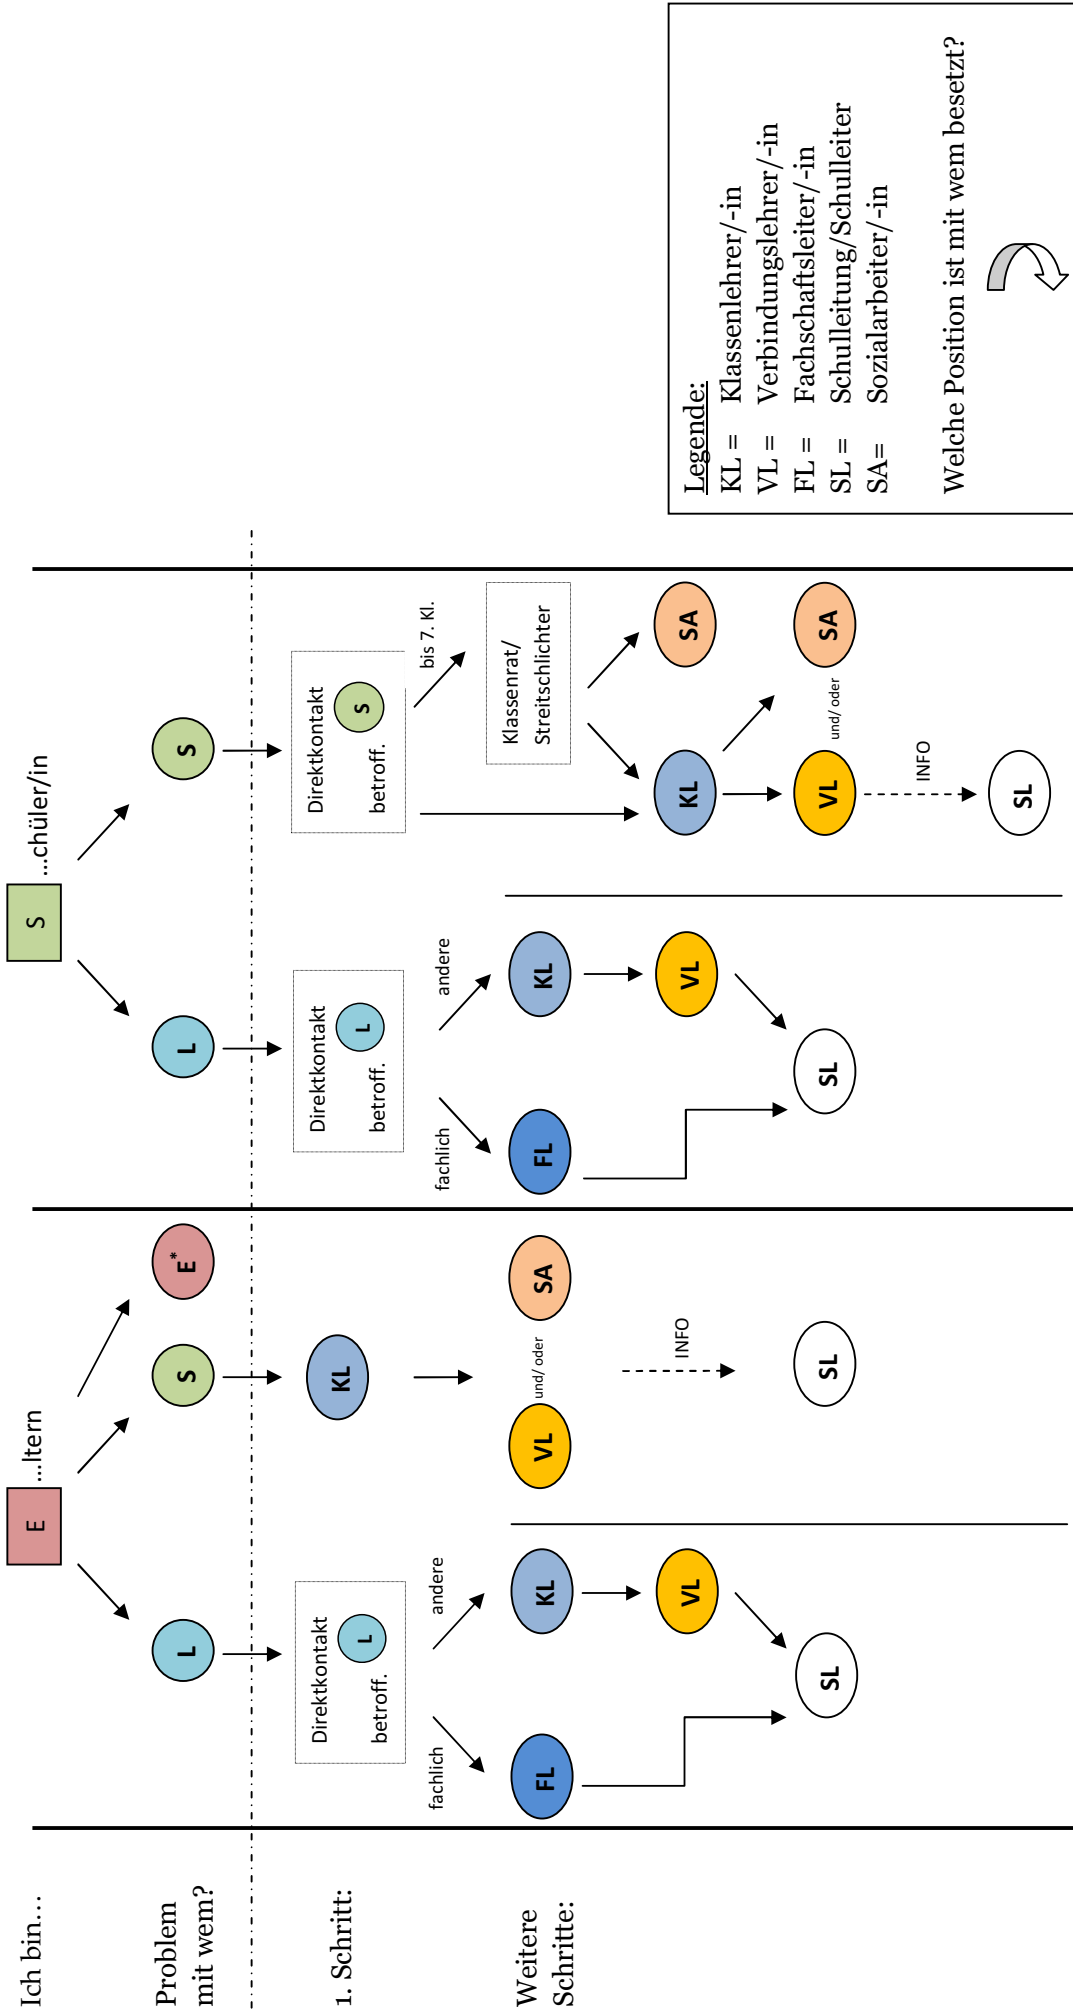 Ich bin…
E
…ltern
S
…chüler/in
Problem
mit wem?
L
S
E*
L
S
1. Schritt:
Direktkontakt
betroff.
L
KL
Direktkontakt
betroff.
L
Direktkontakt
betroff.
S
fachlich
andere
fachlich
andere
bis 7. Kl.
Weitere
Schritte:
FL
KL
VL
und/ oder
SA
FL
KL
Klassenrat/
Streitschlichter
VL
INFO
VL
KL
SA
SL
SL
SL
VL
und/ oder
SA
INFO
SL
Legende:
KL = Klassenlehrer/-in
VL = Verbindungslehrer/-in
FL = Fachschaftsleiter/-in
SL = Schulleitung/Schulleiter
SA= Sozialarbeiter/-in
Welche Position ist mit wem besetzt?